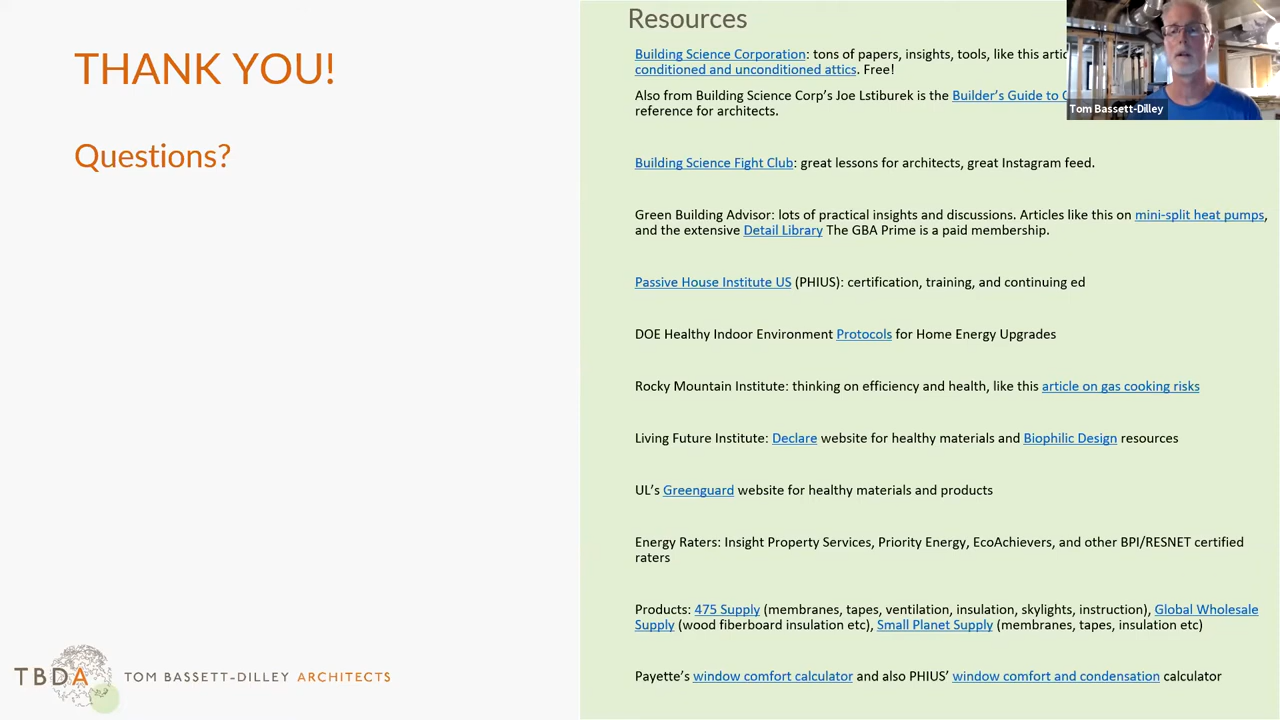 THANK YOU!
Questions?
Resources
Building Science Corporation: tons of papers, insights, tools, like this
conditioned and unconditioned attics. Free!
Also from Building Science Corp’s Joe Lstiburek is the Builder’s Guide to
reference for architects.
Building Science Fight Club: great lessons for architects, great Instagram feed.
Green Building Advisor: lots of practical insights and discussions. Articles like this on mini-split heat pumps,
and the extensive Detail Library The GBA Prime is a paid membership.
Passive House Institute US (PHIUS): certification, training, and continuing ed
DOE Healthy Indoor Environment Protocols for Home Energy Upgrades
Rocky Mountain Institute: thinking on efficiency and health, like this article on gas cooking risks
Living Future Institute: Declare website for healthy materials and Biophilic Design resources
UL’s Greenguard website for healthy materials and products
Energy Raters: Insight Property Services, Priority Energy, EcoAchievers, and other BPI/RESNET certified
raters
Products: 475 Supply (membranes, tapes, ventilation, insulation, skylights, instruction), Global Wholesale
Supply (wood fiberboard insulation etc), Small Planet Supply (membranes, tapes, insulation etc)
Payette’s window comfort calculator and also PHIUS’ window comfort and condensation calculator
Tom Bassett-Dilley
TBDA TOM BASSETT-DILLEY ARCHITECTS